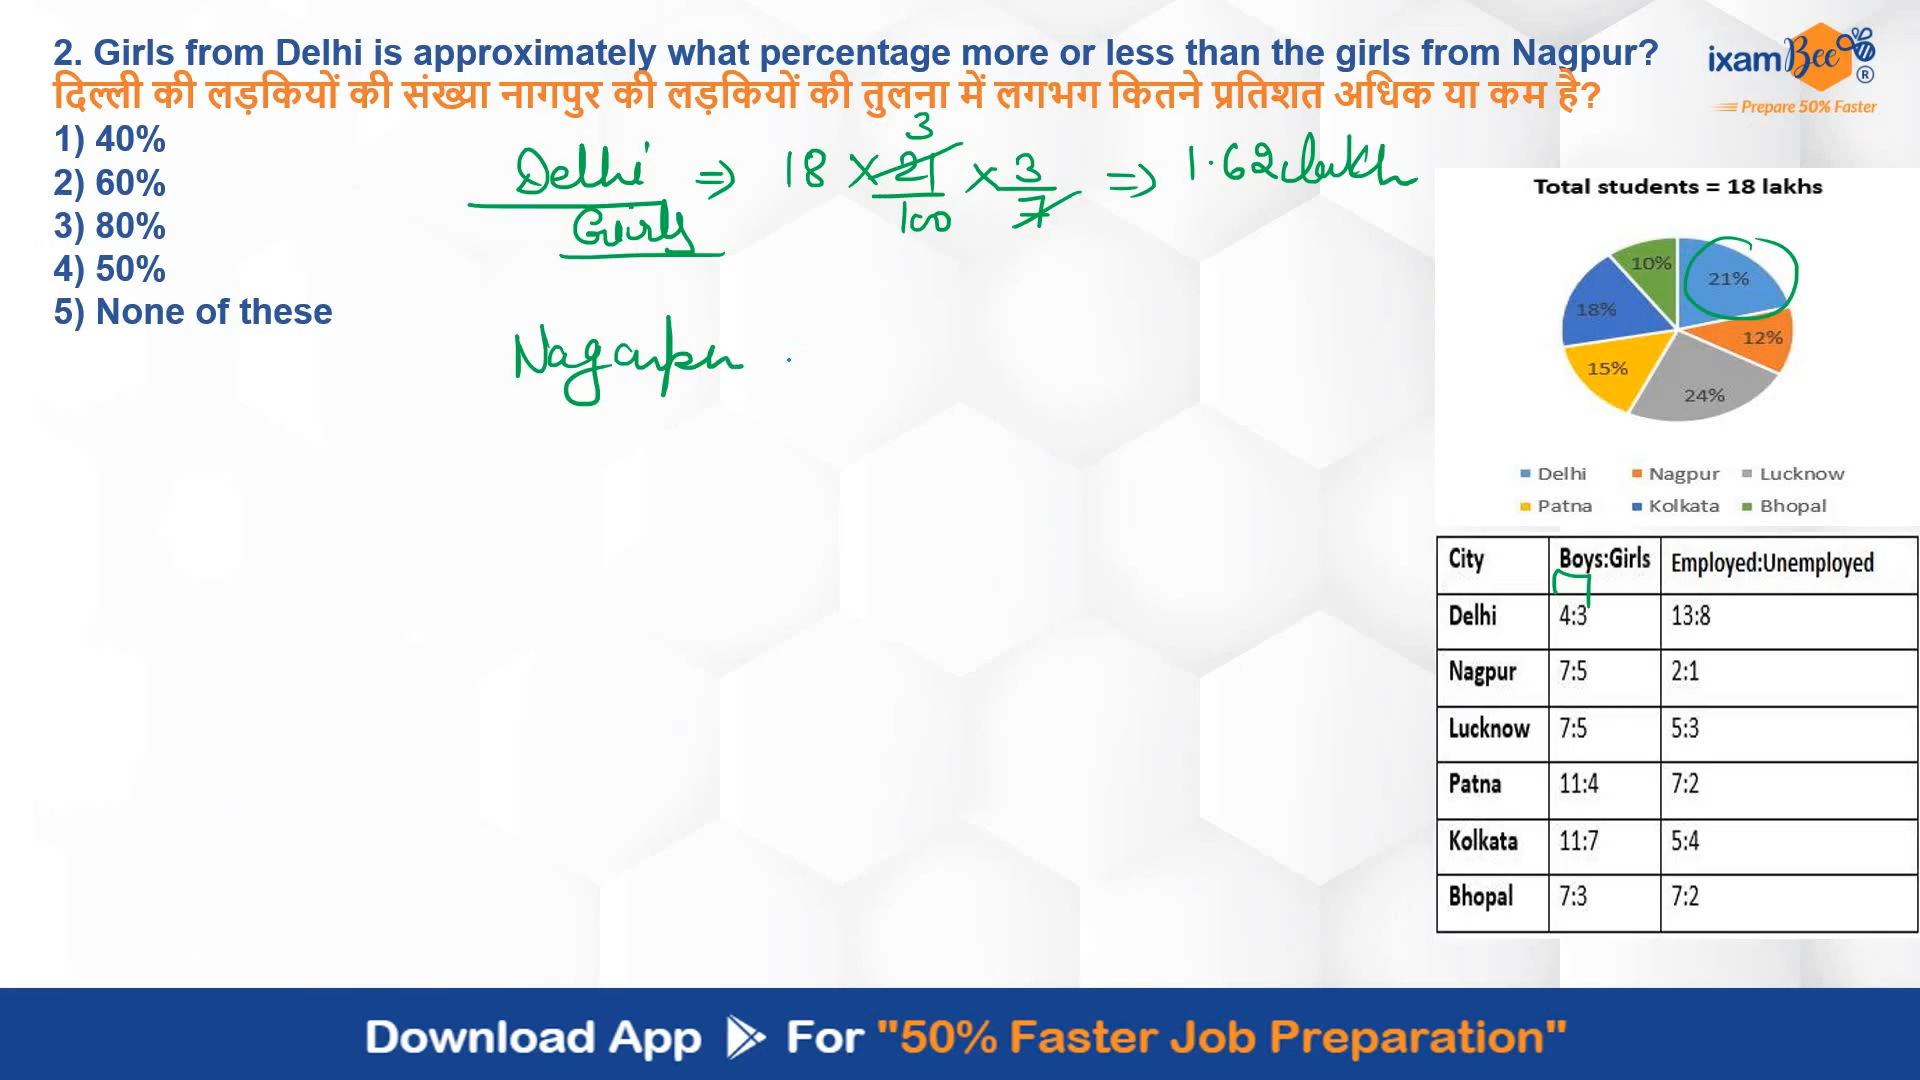 2. Girls from Delhi is approximately what percentage more or less than the girls from Nagpur?
दिल्ली की लड़कियों की संख्या नागपुर की लड़कियों की तुलना में लगभग कितने प्रतिशत अधिक या कम है?
1) 40%
2) 60%
3) 80%
4) 50%
5) None of these
ixamBee ®
Prepare 50% Faster
3
Delhi ⇒ 18 × 21/100 × 3/7 ⇒ 1.62 lakh
Girls
Nagarpur
Total students = 18 lakhs
10% 21%
18% 12%
15% 24%
Delhi Nagpur Lucknow
Patna Kolkata Bhopal
City Boys:Girls Employed:Unemployed
Delhi 4:3 13:8
Nagpur 7:5 2:1
Lucknow 7:5 5:3
Patna 11:4 7:2
Kolkata 11:7 5:4
Bhopal 7:3 7:2
Download App For "50% Faster Job Preparation"